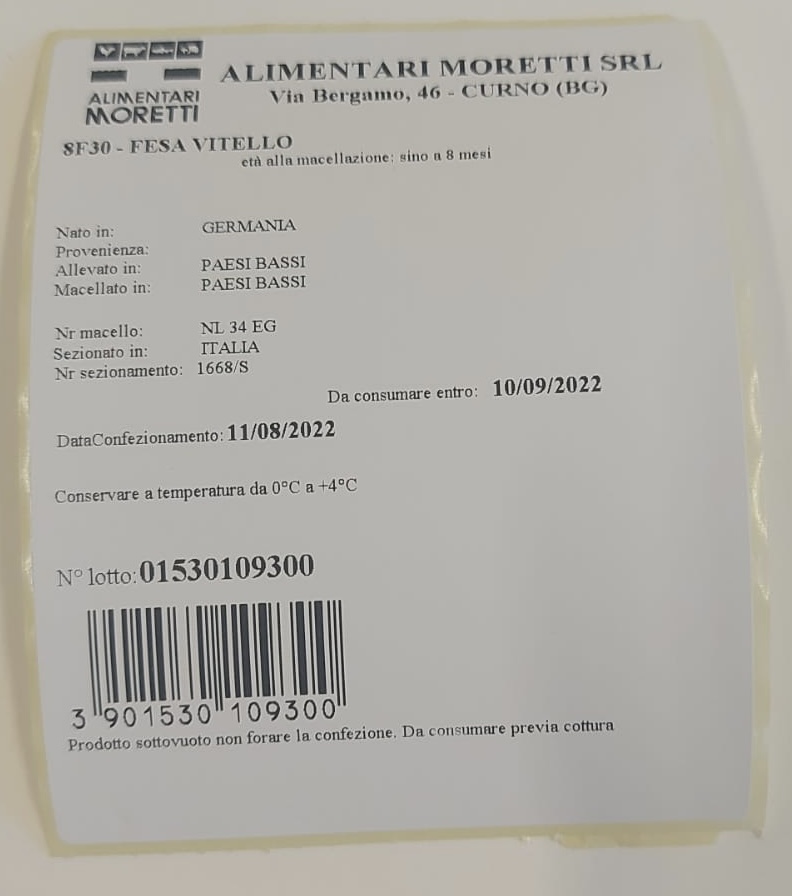 ALIMENTARI
MORETTI
ALIMENTARI MORETTI SRL
Via Bergamo, 46 - CURNO (BG)
8F30 - FESA VITELLO
età alla macellazione: sino a 8 mesi
Nato in: GERMANIA
Provenienza:
Allevato in: PAESI BASSI
Macellato in: PAESI BASSI
Nr macello: NL 34 EG
Sezionato in: ITALIA
Nr sezionamento: 1668/S
Da consumare entro: 10/09/2022
DataConfezionamento: 11/08/2022
Conservare a temperatura da 0°C a +4°C
N° lotto: 01530109300
3 901530 109300
Prodotto sottovuoto non forare la confezione. Da consumare previa cottura